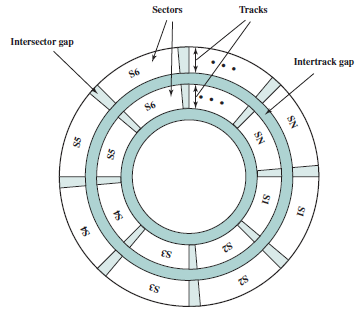 Sectors
Tracks
Intersector gap
Intertrack gap
S6
• • •
SN
S6
• • •
SN
S5
S5
S1
S1
S4
S4
S3
S2
S3
S2